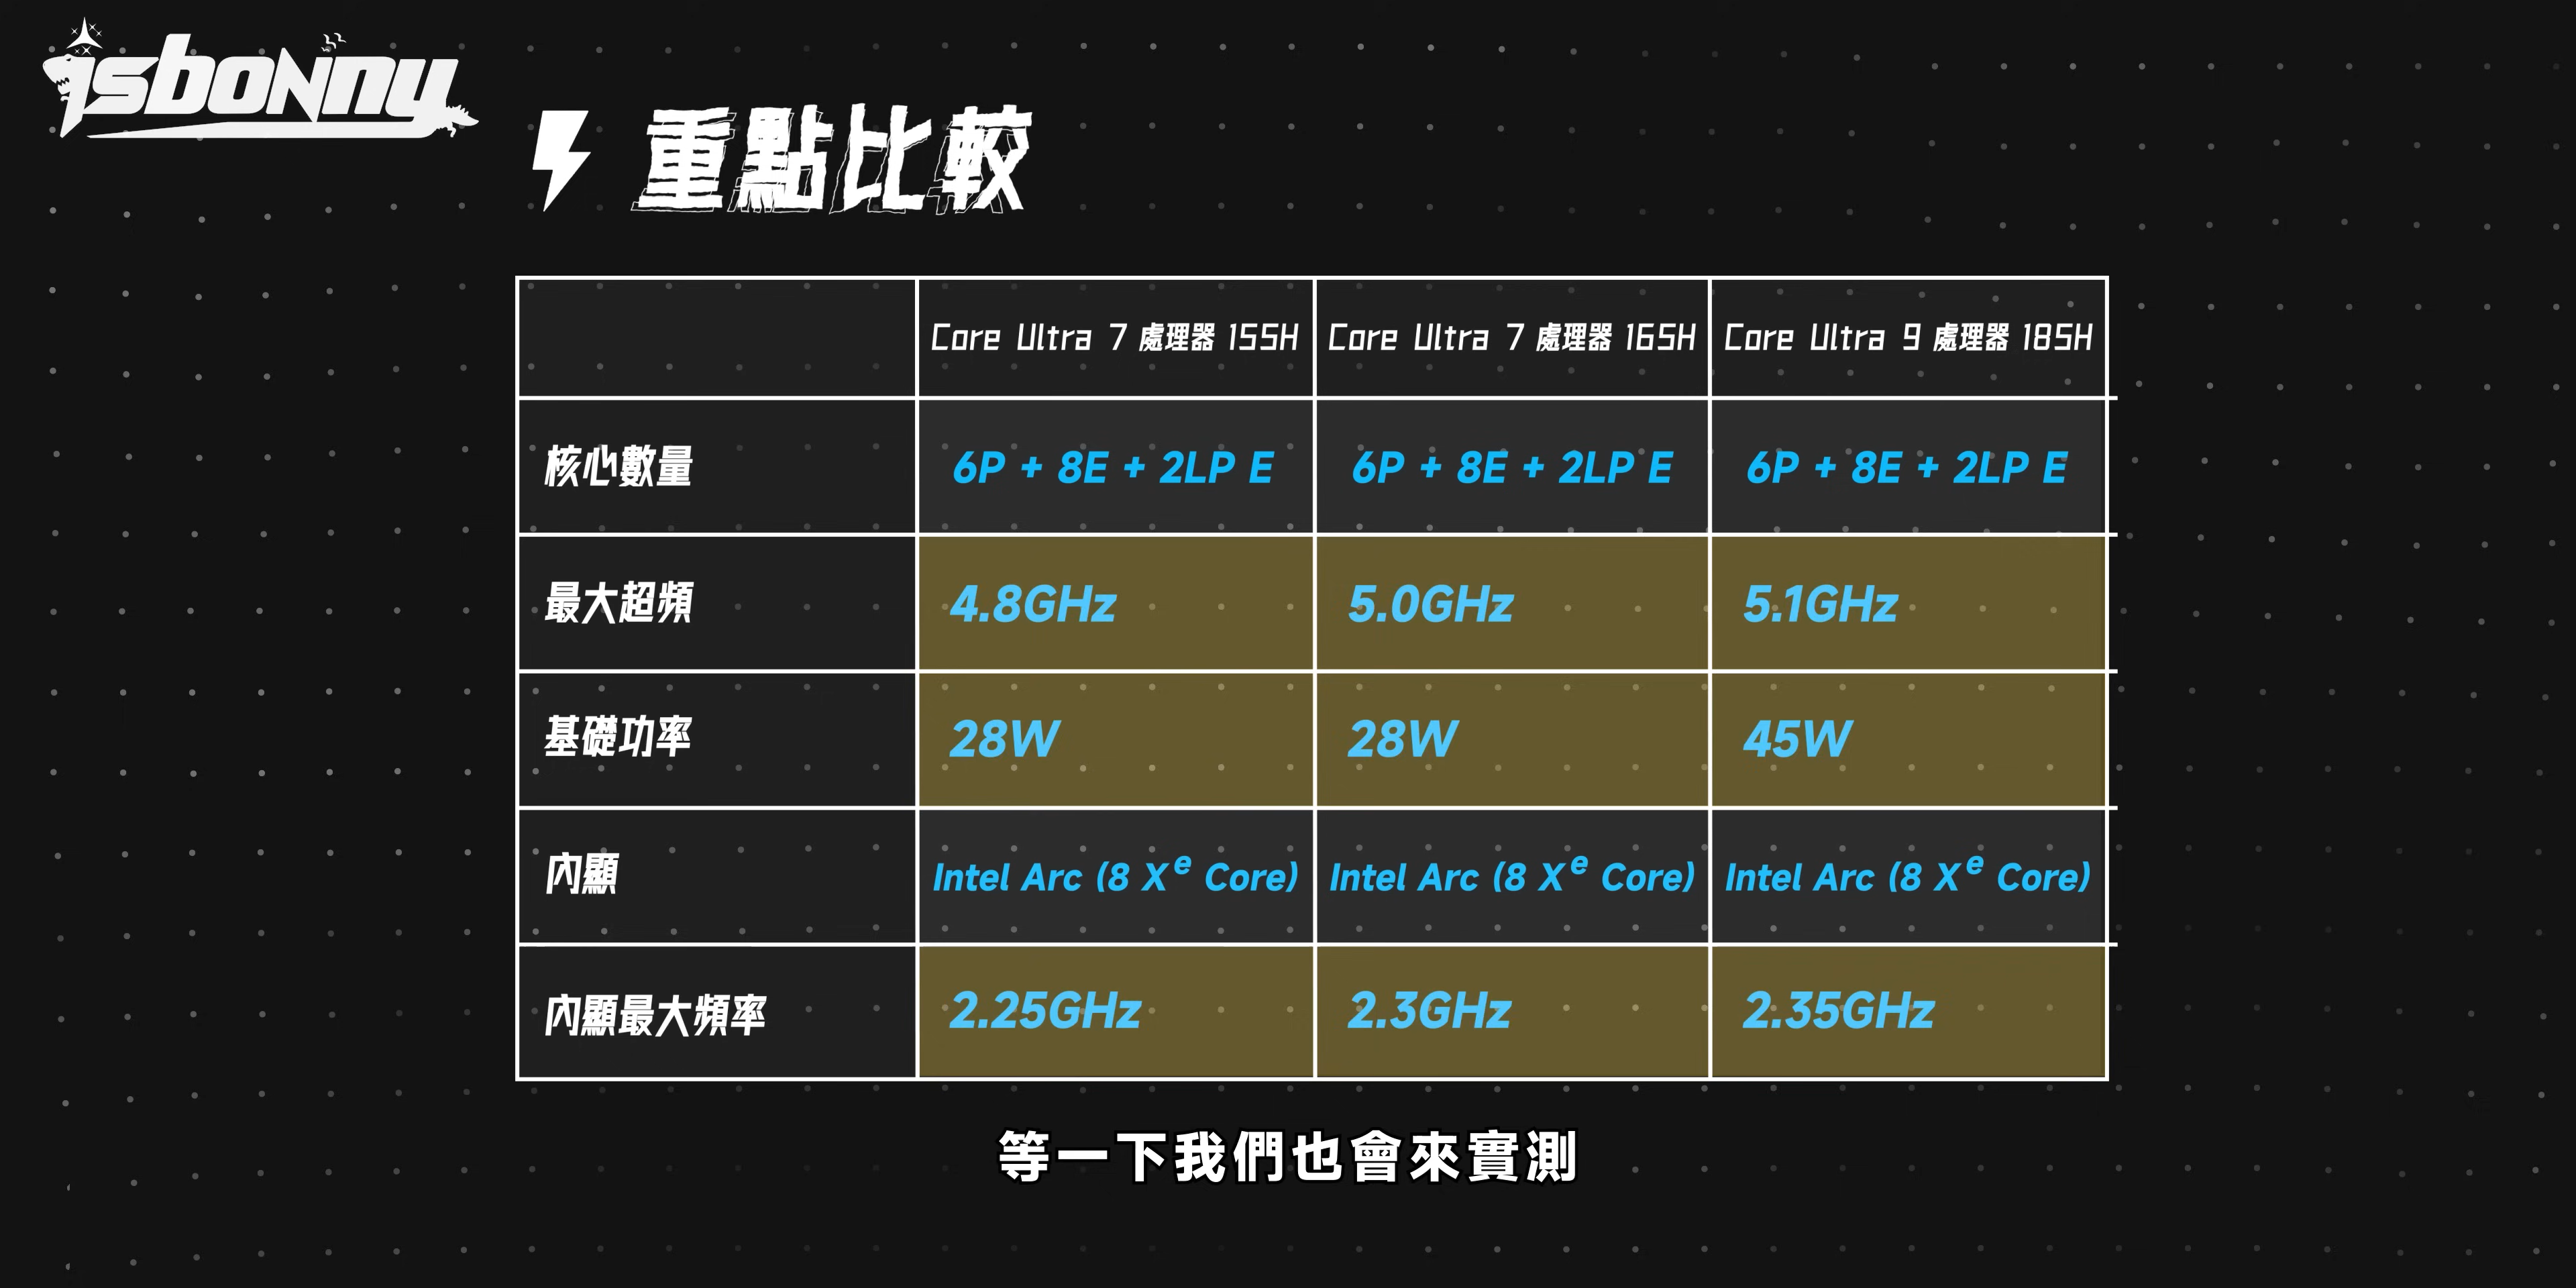 isbonny
重點比較
Core Ultra 7 處理器 155H
Core Ultra 7 處理器 165H
Core Ultra 9 處理器 185H
核心數量
6P + 8E + 2LP E
6P + 8E + 2LP E
6P + 8E + 2LP E
最大超頻
4.8GHz
5.0GHz
5.1GHz
基礎功率
28W
28W
45W
內顯
Intel Arc (8 Xᵉ Core)
Intel Arc (8 Xᵉ Core)
Intel Arc (8 Xᵉ Core)
內顯最大頻率
2.25GHz
2.3GHz
2.35GHz
等一下我們也會來實測